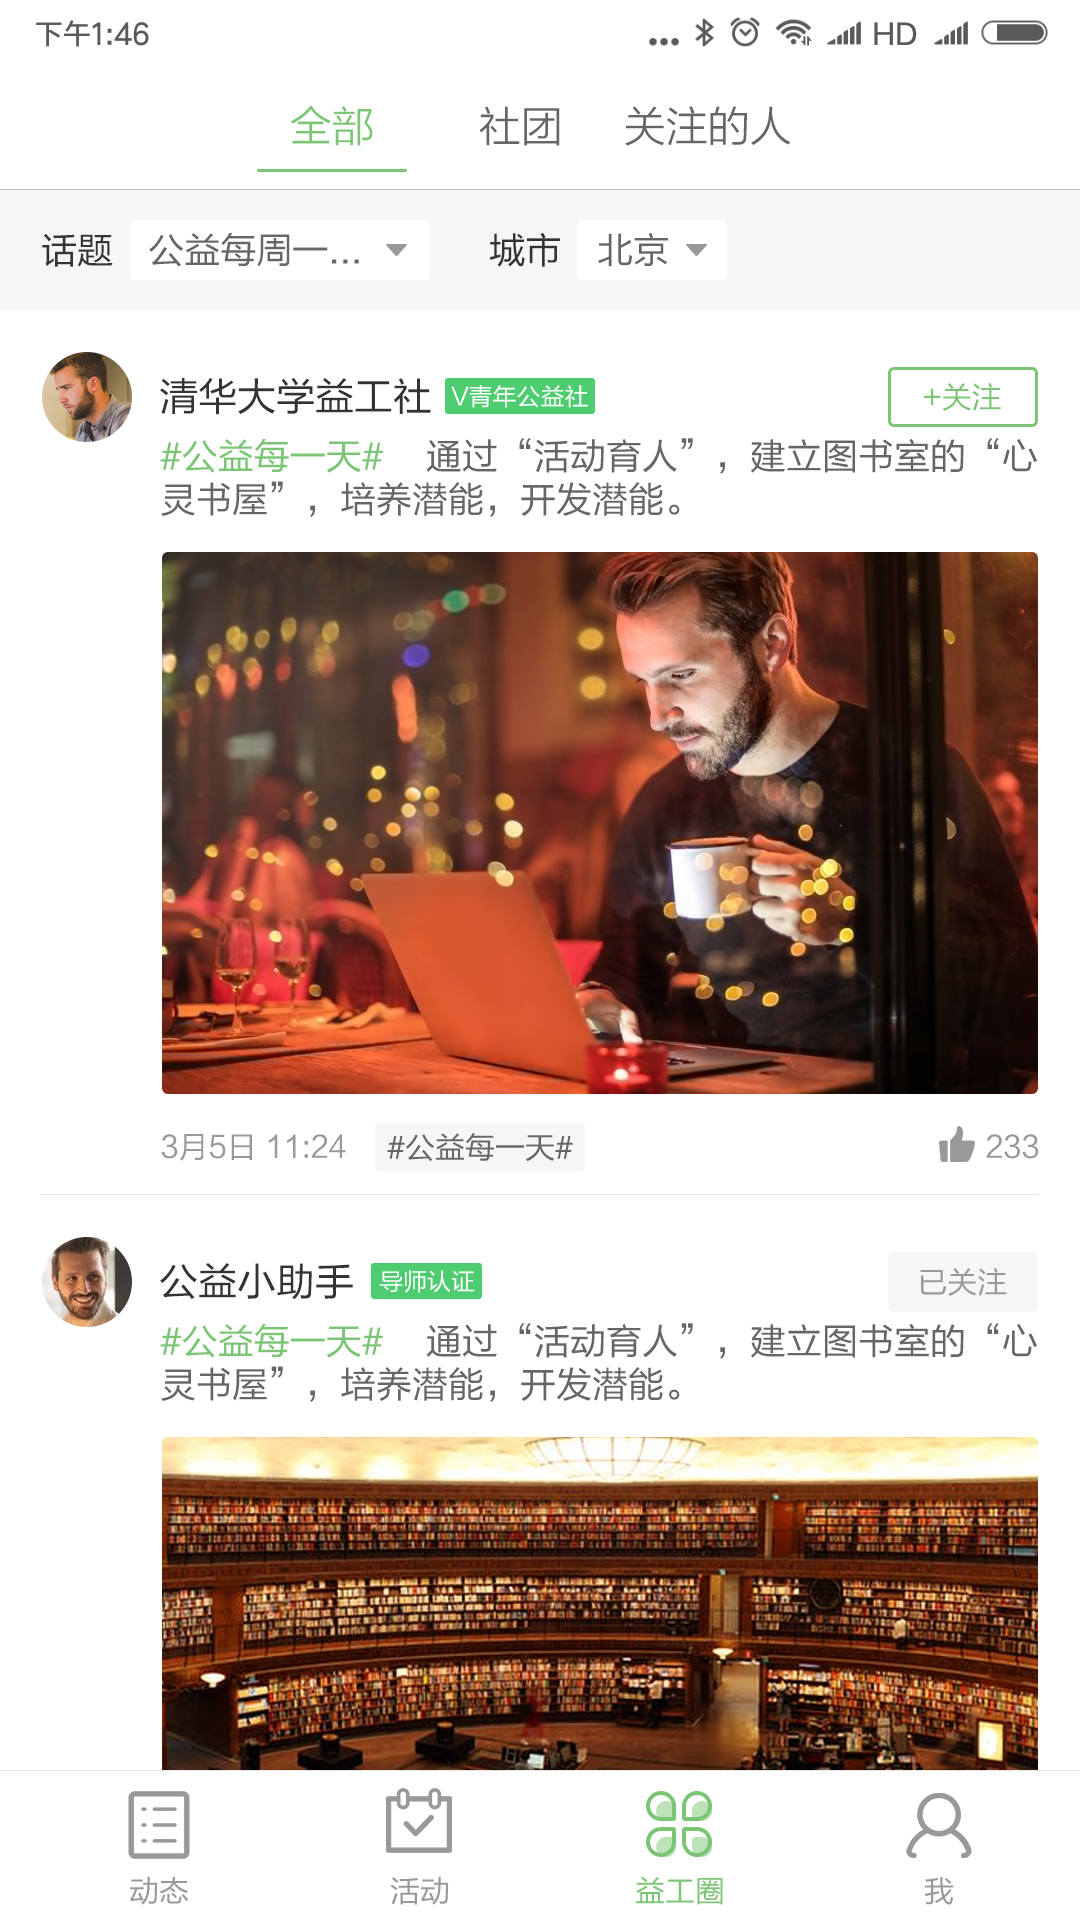 下午1:46
HD
全部 社团 关注的人
话题 公益每周一... 城市 北京
清华大学益工社 V青年公益社 +关注
#公益每一天# 通过“活动育人”，建立图书室的“心
灵书屋”，培养潜能，开发潜能。
3月5日 11:24 #公益每一天# 233
公益小助手 导师认证 已关注
#公益每一天# 通过“活动育人”，建立图书室的“心
灵书屋”，培养潜能，开发潜能。
动态 活动 益工圈 我